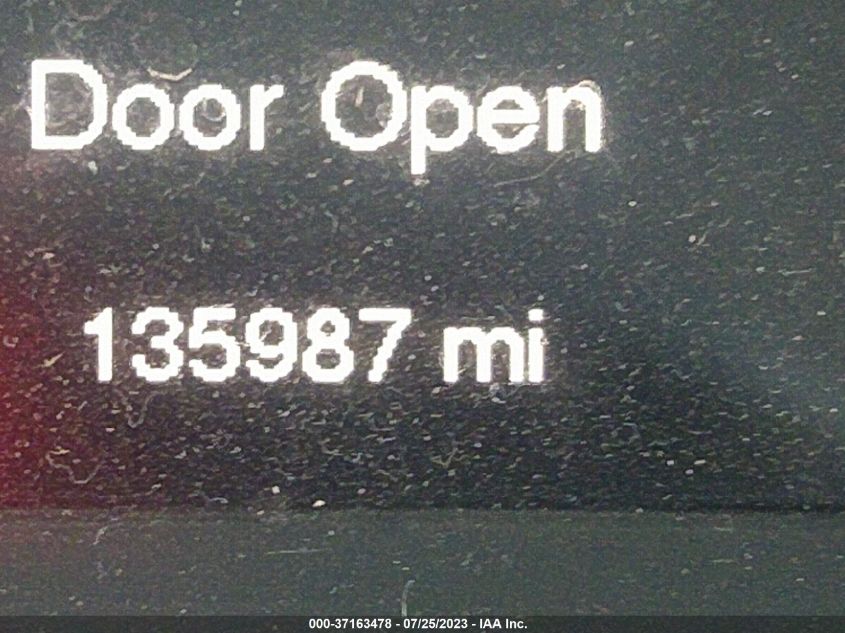 Door Open
135987 mi
000-37163478 - 07/25/2023 - IAA Inc.